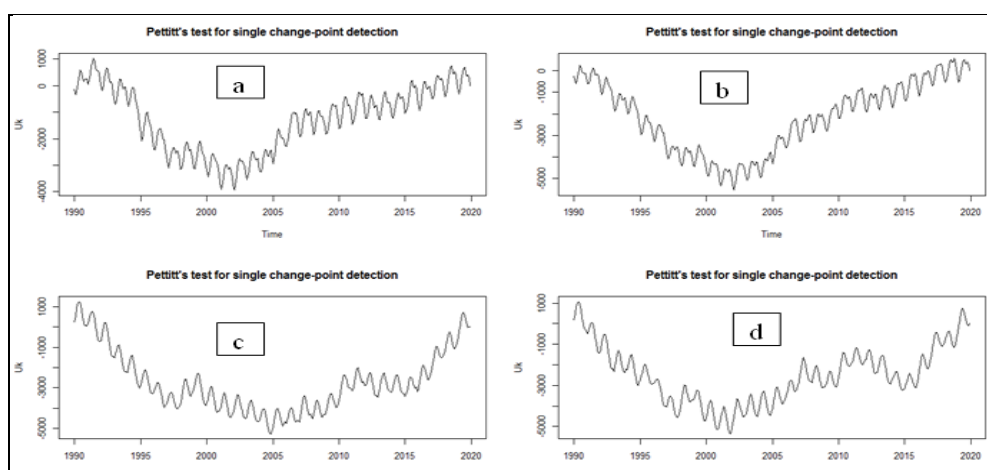 Pettitt's test for single change-point detection
a
1000
0
-2000
-4000
Uk
1990 1995 2000 2005 2010 2015 2020
Time
Pettitt's test for single change-point detection
b
0
-1000
-3000
-5000
Uk
1990 1995 2000 2005 2010 2015 2020
Time
Pettitt's test for single change-point detection
c
1000
-1000
-3000
-5000
Uk
1990 1995 2000 2005 2010 2015 2020
Pettitt's test for single change-point detection
d
1000
-1000
-3000
-5000
Uk
1990 1995 2000 2005 2010 2015 2020